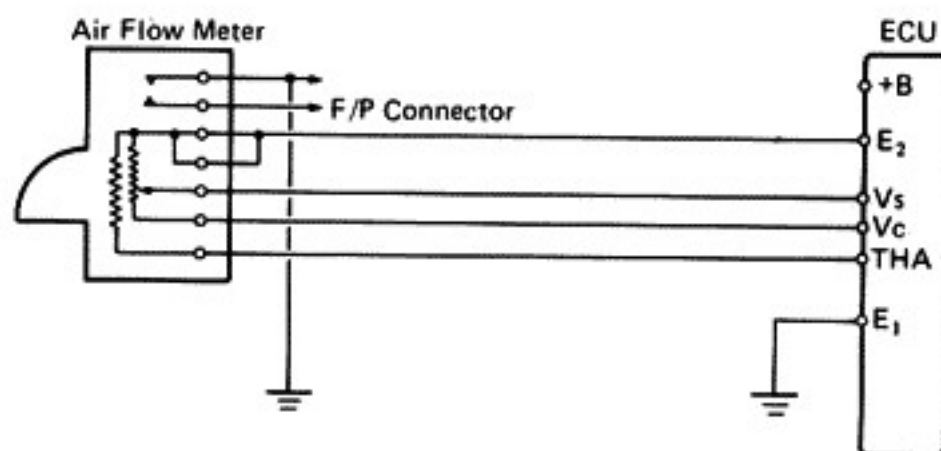 Air Flow Meter
ECU
+B
F/P Connector
E2
Vs
Vc
THA
E1